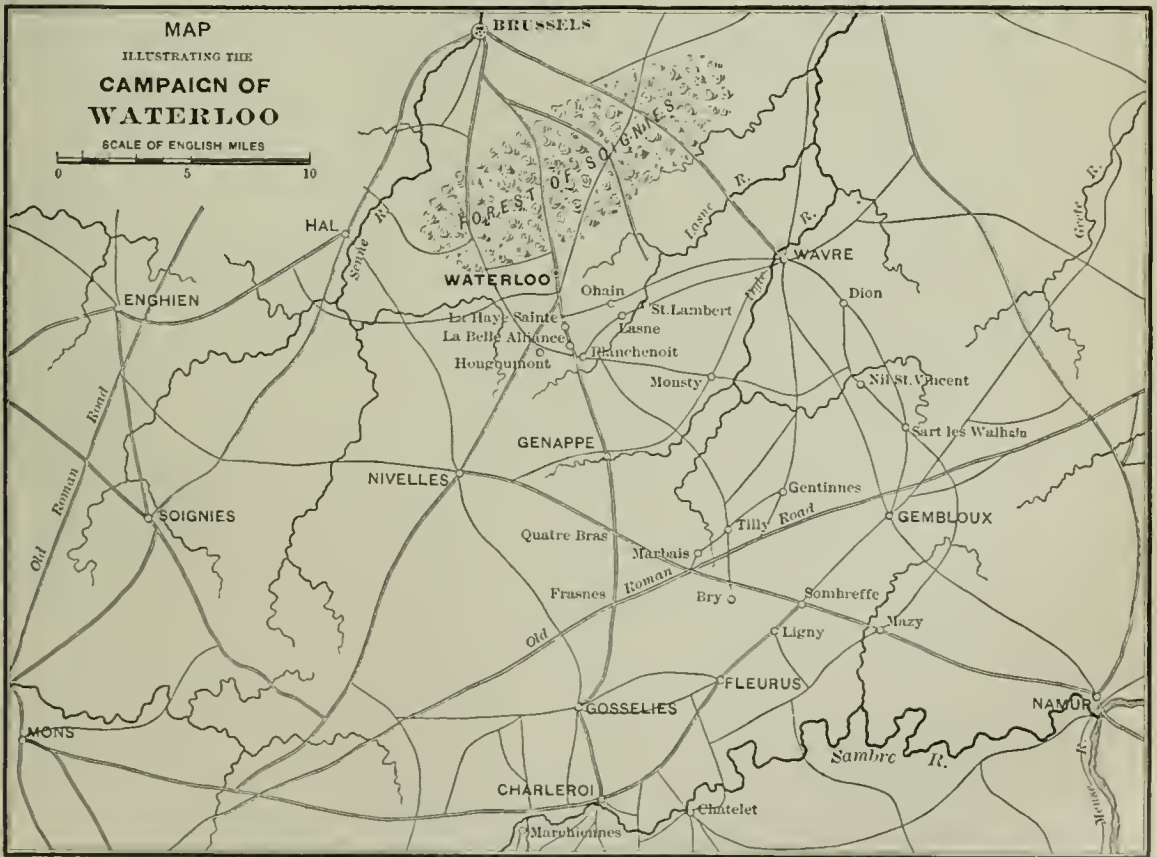 MAP
ILLUSTRATING THE
CAMPAIGN OF
WATERLOO
SCALE OF ENGLISH MILES
0 5 10
BRUSSELS
FOREST OF SOIGNIES
HAL
Senne R.
Lasne R.
R.
Dyle
Geete R.
WAVRE
WATERLOO
Ohain
Dion
ENGHIEN
St. Lambert
La Haye Sainte
Lasne
La Belle Alliance
Planchenoit
Hougoumont
Monsty
Nil St. Vincent
Old Roman Road
Sart les Walhain
GENAPPE
NIVELLES
Gentinnes
SOIGNIES
Tilly
GEMBLOUX
Quatre Bras
Marbais
Old Roman Road
Frasnes
Bry
Sombreffe
Ligny
Mazy
FLEURUS
GOSSELIES
NAMUR
MONS
Sambre R.
CHARLEROI
Chatelet
Marchiennes
Meuse R.